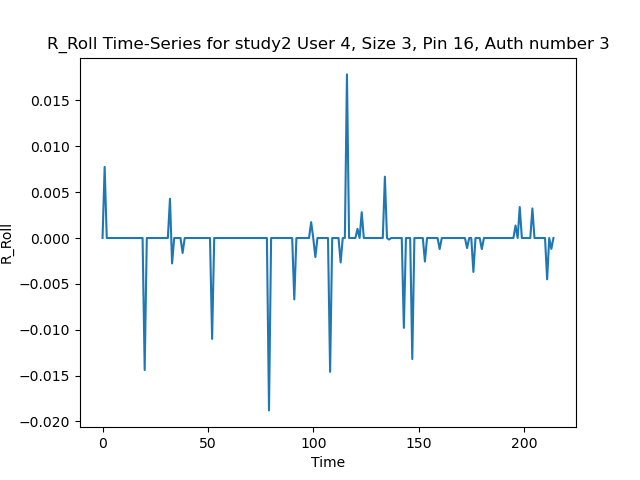 R_Roll Time-Series for study2 User 4, Size 3, Pin 16, Auth number 3
0.015
0.010
0.005
0.000
−0.005
−0.010
−0.015
−0.020
R_Roll
0 50 100 150 200
Time